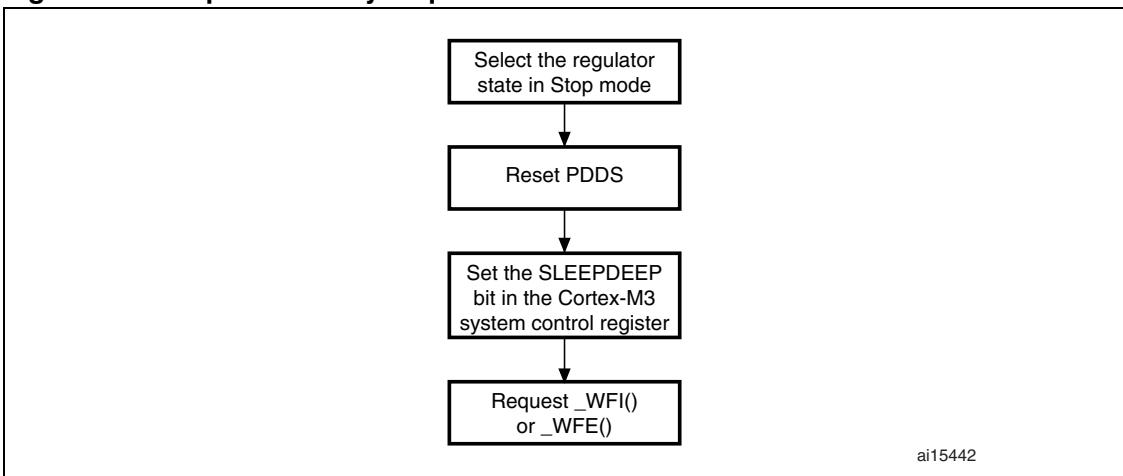 Select the regulator
state in Stop mode
Reset PDDS
Set the SLEEPDEEP
bit in the Cortex-M3
system control register
Request _WFI()
or _WFE()
ai15442